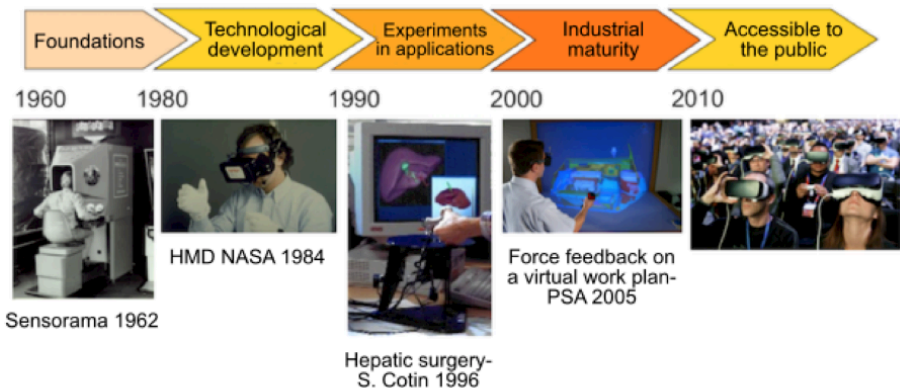 Foundations
Technological
development
Experiments
in applications
Industrial
maturity
Accessible to
the public
1960
1980
1990
2000
2010
Sensorama 1962
HMD NASA 1984
Hepatic surgery-
S. Cotin 1996
Force feedback on
a virtual work plan-
PSA 2005